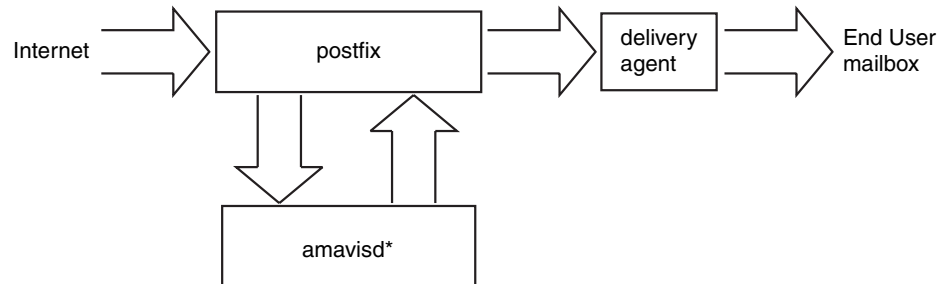 Internet
postfix
delivery
agent
End User
mailbox
amavisd*